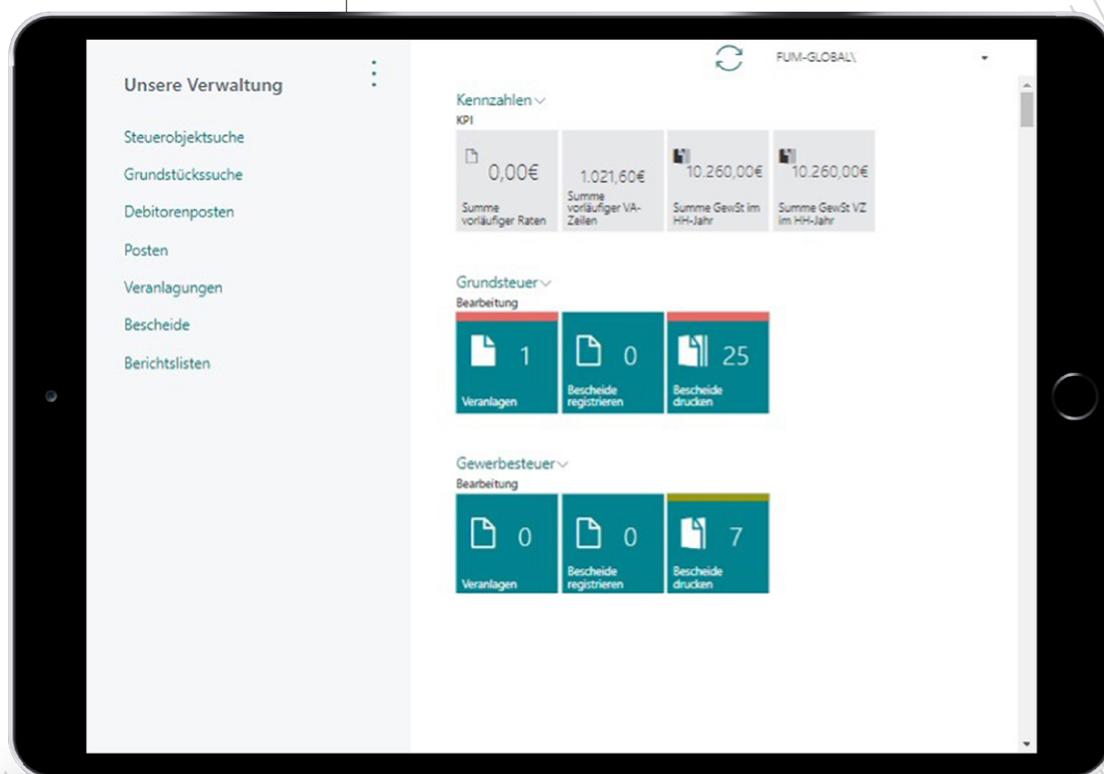 Unsere Verwaltung
Steuerobjektsuche
Grundstückssuche
Debitorenposten
Posten
Veranlagungen
Bescheide
Berichtslisten
FUM-GLOBAL\
Kennzahlen
KPI
0,00€
Summe
vorläufiger Raten
1.021,60€
Summe
vorläufiger VA-
Zeilen
10.260,00€
Summe GewSt im
HH-Jahr
10.260,00€
Summe GewSt VZ
im HH-Jahr
Grundsteuer
Bearbeitung
1
Veranlagen
0
Bescheide
registrieren
25
Bescheide
drucken
Gewerbesteuer
Bearbeitung
0
Veranlagen
0
Bescheide
registrieren
7
Bescheide
drucken